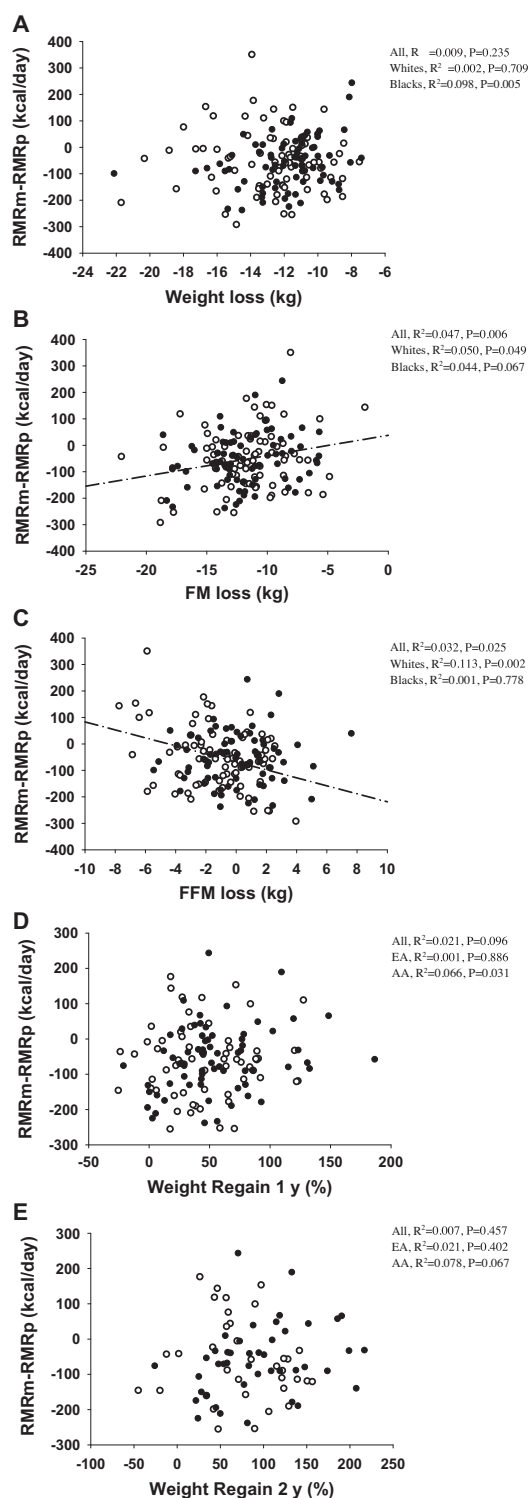 A
All, R =0.009, P=0.235
Whites, R² =0.002, P=0.709
Blacks, R²=0.098, P=0.005
RMRm-RMRp (kcal/day)
400
300
200
100
0
-100
-200
-300
-400
-24 -22 -20 -18 -16 -14 -12 -10 -8 -6
Weight loss (kg)
B
All, R²=0.047, P=0.006
Whites, R²=0.050, P=0.049
Blacks, R²=0.044, P=0.067
RMRm-RMRp (kcal/day)
400
300
200
100
0
-100
-200
-300
-400
-25 -20 -15 -10 -5 0
FM loss (kg)
C
All, R²=0.032, P=0.025
Whites, R²=0.113, P=0.002
Blacks, R²=0.001, P=0.778
RMRm-RMRp (kcal/day)
400
300
200
100
0
-100
-200
-300
-400
-10 -8 -6 -4 -2 0 2 4 6 8 10
FFM loss (kg)
D
All, R²=0.021, P=0.096
EA, R²=0.001, P=0.886
AA, R²=0.066, P=0.031
RMRm-RMRp (kcal/day)
300
200
100
0
-100
-200
-300
-50 0 50 100 150 200
Weight Regain 1 y (%)
E
All, R²=0.007, P=0.457
EA, R²=0.021, P=0.402
AA, R²=0.078, P=0.067
RMRm-RMRp (kcal/day)
300
200
100
0
-100
-200
-300
-100 -50 0 50 100 150 200 250
Weight Regain 2 y (%)